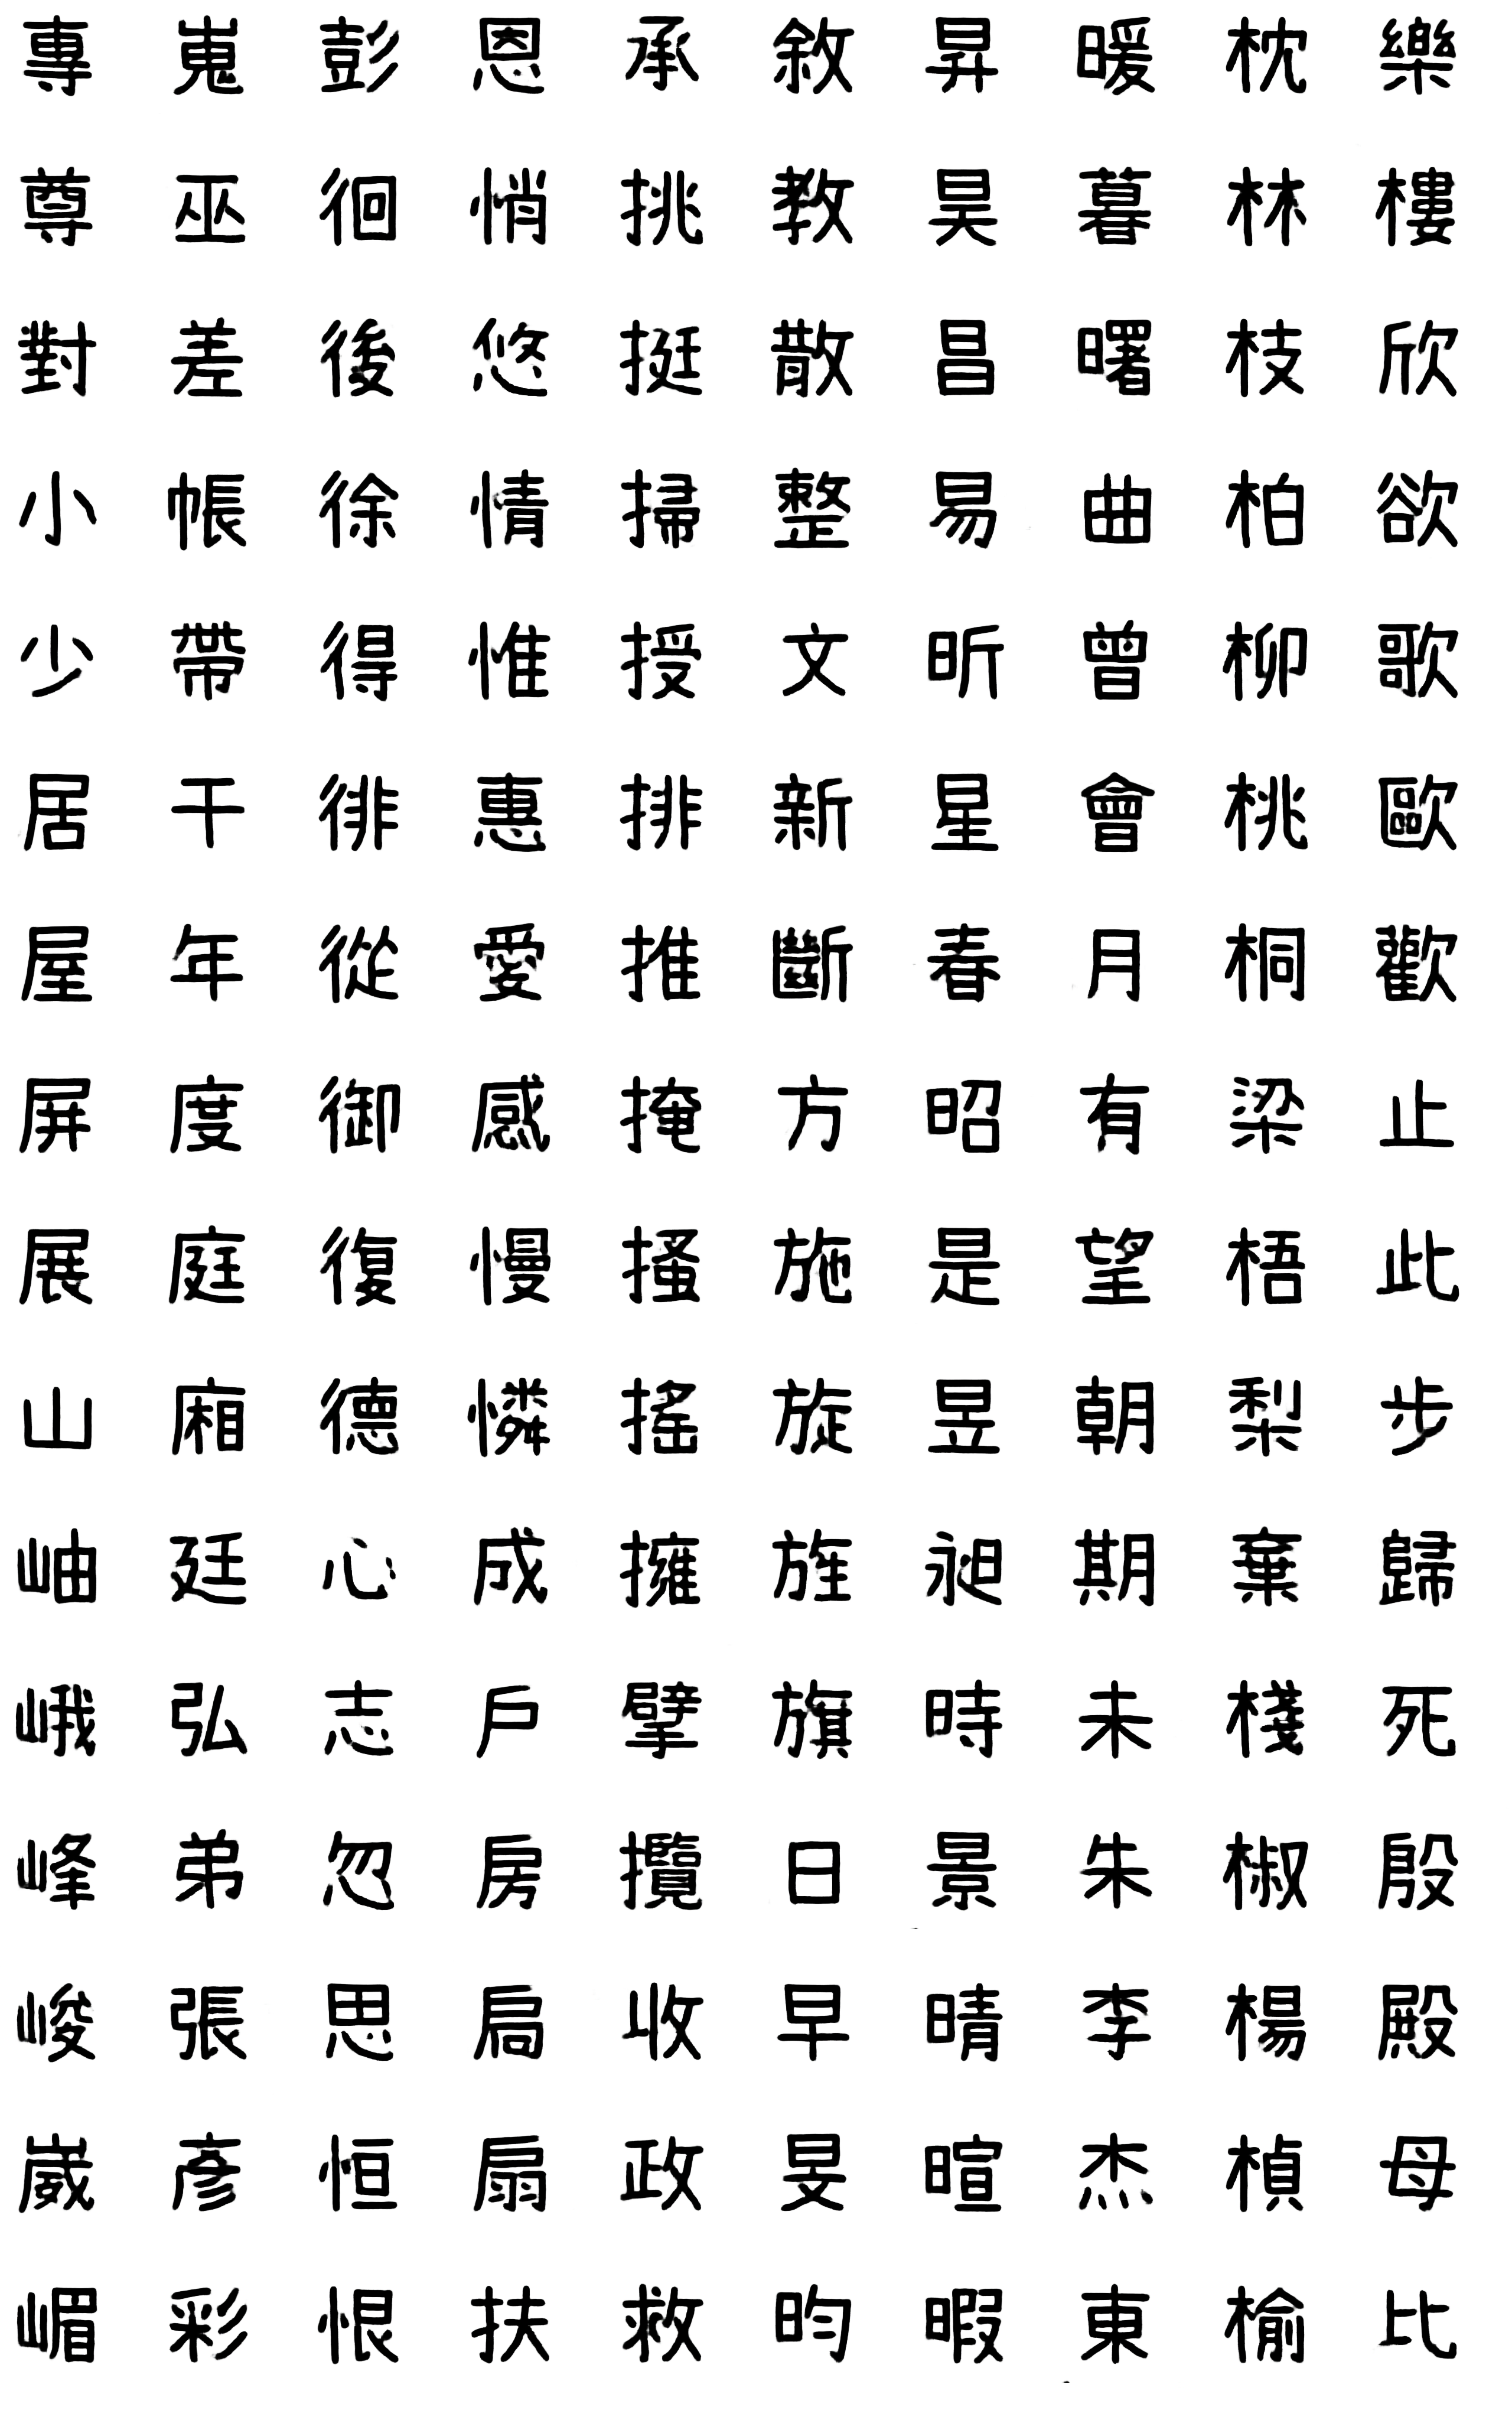 專尊對小少居屋屏展山岫峨峰峻崴嵋
嵬巫差帳帶干年度庭廂廷弘弟張彥彩
彭徊後徐得徘從御復德心志忽思恒恨
恩悄悠情惟惠愛感慢憐成戶房扃扇扶
承挑挺掃授排推掩搔搖擁擘攬收政救
敘教散整文新斷方施旋旌旗日早旻昀
昇昊昌易昕星春昭是昱昶時景晴暄暇
暖暮曙曲曾會月有望朝期未朱李杰東
枕林枝柏柳桃桐梁梧梨棄棧椒楊楨榆
樂樓欣欲歌歐歡止此步歸死殷殿母比